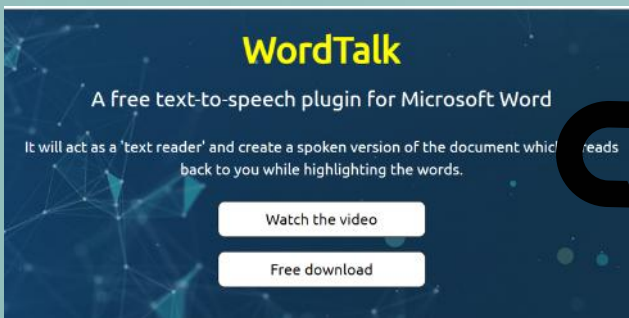 WordTalk
A free text-to-speech plugin for Microsoft Word
It will act as a 'text reader' and create a spoken version of the document reads
back to you while highlighting the words.
Watch the video
Free download